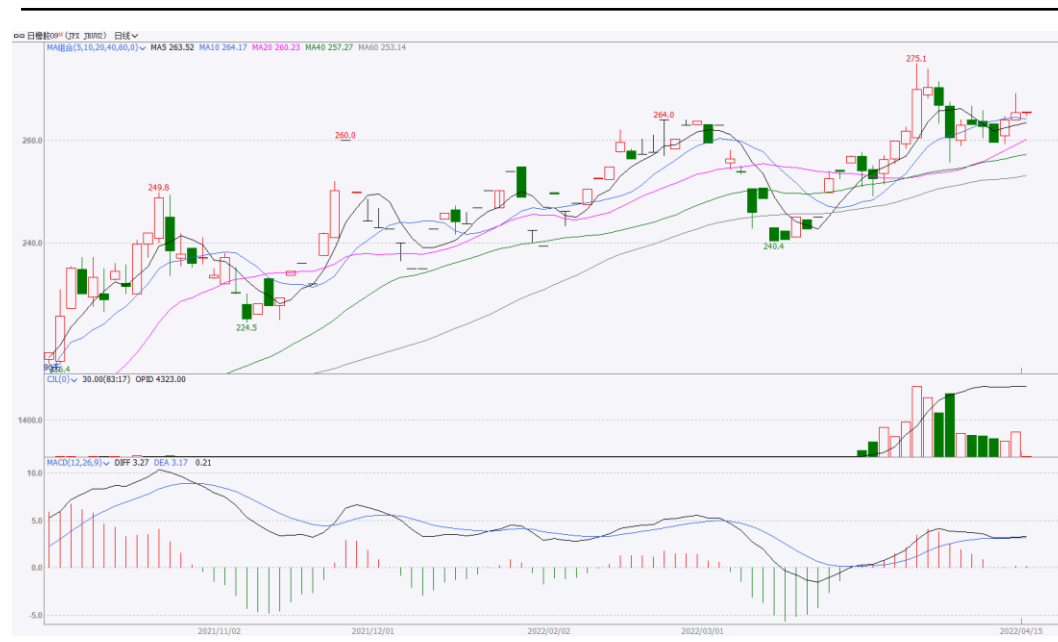 日橡胶09M (JPX JRU02) 日线
MA组合(5,10,20,40,60,0) MA5 263.52 MA10 264.17 MA20 260.23 MA40 257.27 MA60 253.14
275.1
264.0
260.0
260.0
249.8
240.0
240.4
224.5
CJL(0) 30.00(83:17) OPID 4323.00
1400.0
MACD(12,26,9) DIFF 3.27 DEA 3.17 0.21
10.0
5.0
0.0
-5.0
2021/11/02 2021/12/01 2022/02/02 2022/03/01 2022/04/15